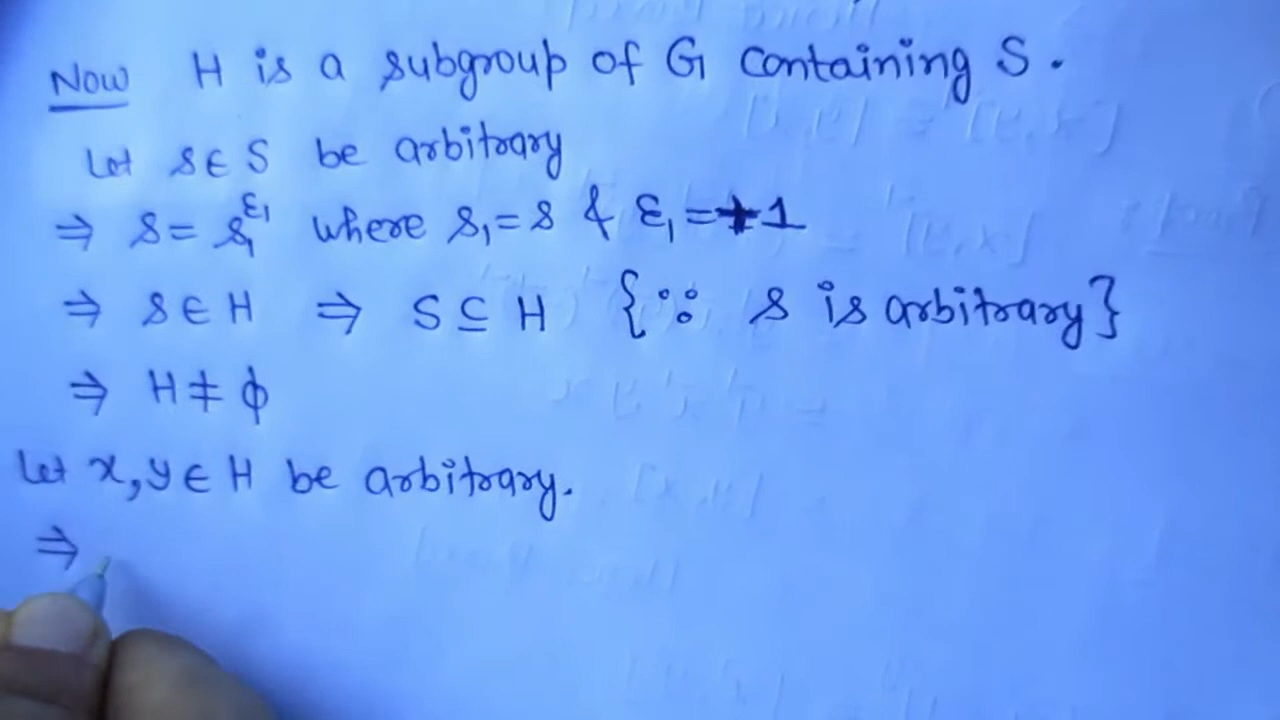 Now H is a subgroup of G containing S.
Let s ∈ S be arbitrary
⇒ s = s₁^ε₁ where s₁ = s & ε₁ = +1
⇒ s ∈ H ⇒ S ⊆ H {∵ s is arbitrary}
⇒ H ≠ ϕ
Let x, y ∈ H be arbitrary.
⇒